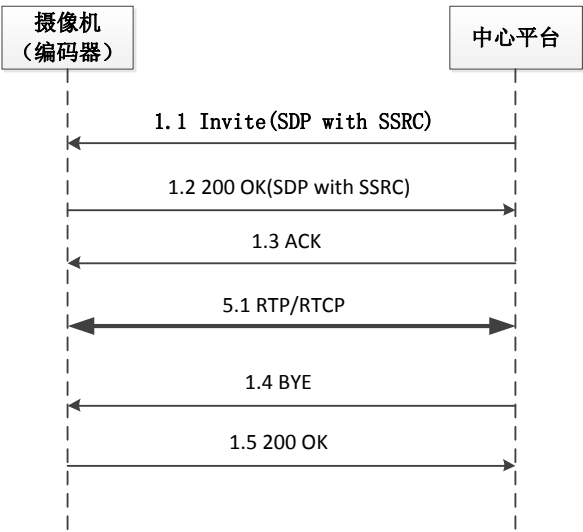 摄像机
（编码器）
中心平台
1.1 Invite(SDP with SSRC)
1.2 200 OK(SDP with SSRC)
1.3 ACK
5.1 RTP/RTCP
1.4 BYE
1.5 200 OK